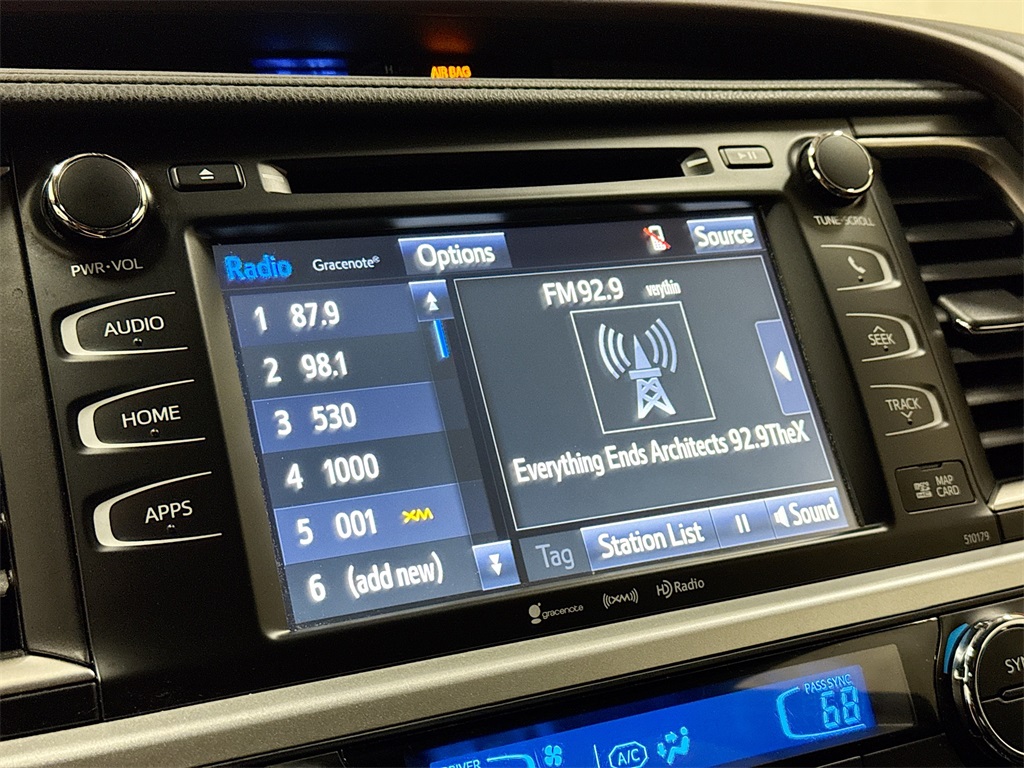 AIR BAG
PWR•VOL
TUNE•SCROLL
AUDIO
HOME
APPS
SEEK
TRACK
MAP
CARD
510179
Radio Gracenote® Options Source
1 87.9
2 98.1
3 530
4 1000
5 001 XM
6 (add new)
FM 92.9 verythin
Everything Ends Architects 92.9TheX
Tag Station List Sound
gracenote ((XM)) HD Radio
DRIVER A/C PASS SYNC 68